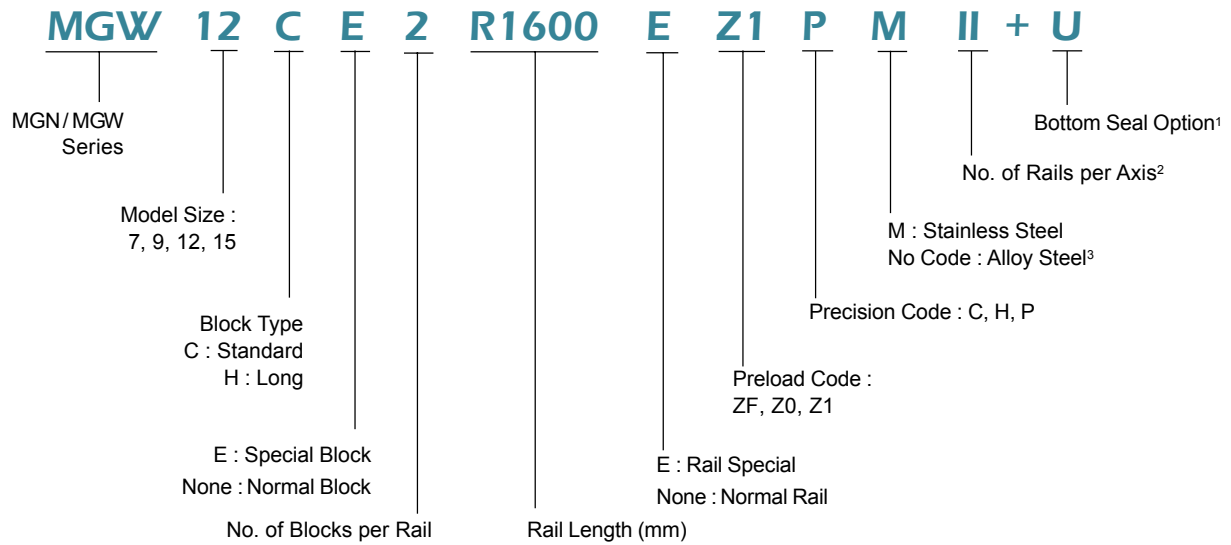 MGW 12 C E 2 R1600 E Z1 P M II + U
MGN / MGW
Series
Bottom Seal Option¹
No. of Rails per Axis²
Model Size :
7, 9, 12, 15
M : Stainless Steel
No Code : Alloy Steel³
Precision Code : C, H, P
Block Type
C : Standard
H : Long
Preload Code :
ZF, Z0, Z1
E : Special Block
None : Normal Block
E : Rail Special
None : Normal Rail
No. of Blocks per Rail
Rail Length (mm)